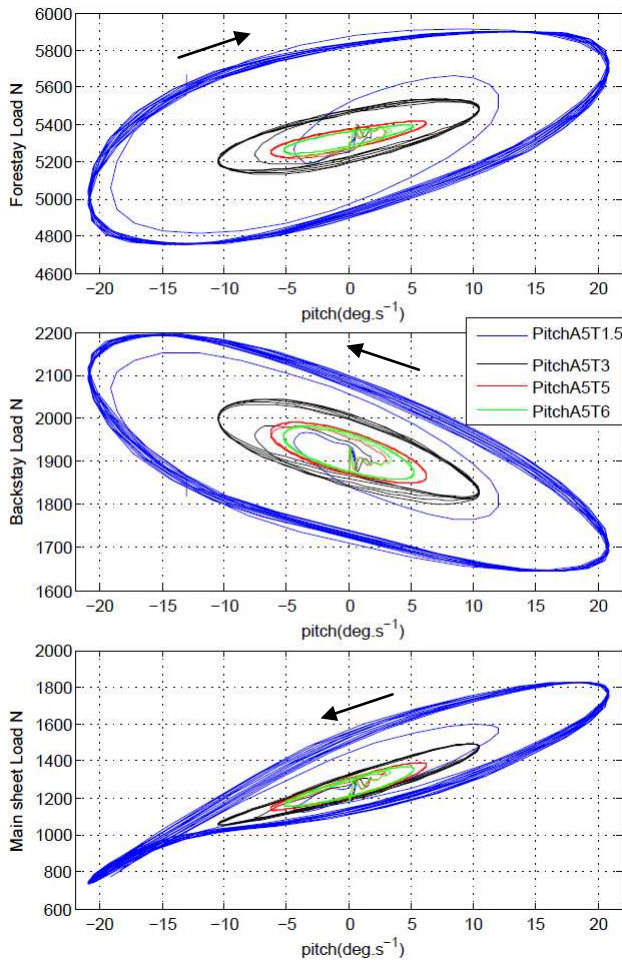 6000
5800
5600
5400
5200
5000
4800
4600
Forestay Load N
−20 −15 −10 −5 0 5 10 15 20
pitch(deg.s−1)
PitchA5T1.5
PitchA5T3
PitchA5T5
PitchA5T6
2200
2100
2000
1900
1800
1700
1600
Backstay Load N
−20 −15 −10 −5 0 5 10 15 20
pitch(deg.s−1)
2000
1800
1600
1400
1200
1000
800
600
Main sheet Load N
−20 −15 −10 −5 0 5 10 15 20
pitch(deg.s−1)